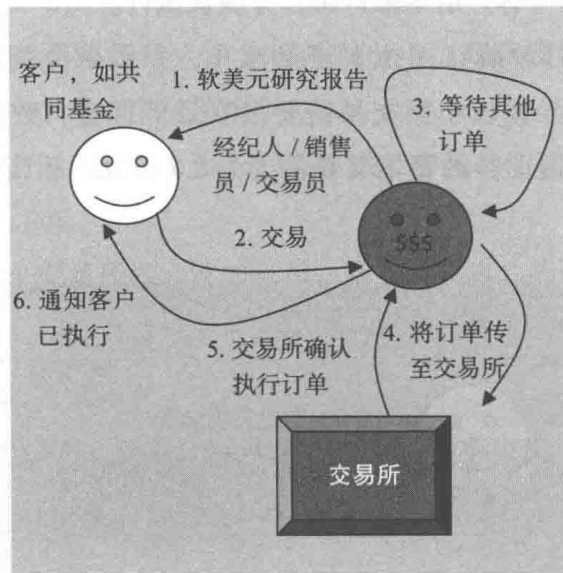 客户，如共
同基金
1. 软美元研究报告
3. 等待其他
订单
经纪人 / 销售
员 / 交易员
$$$
2. 交易
6. 通知客户
已执行
5. 交易所确认
执行订单
4. 将订单传
至交易所
交易所